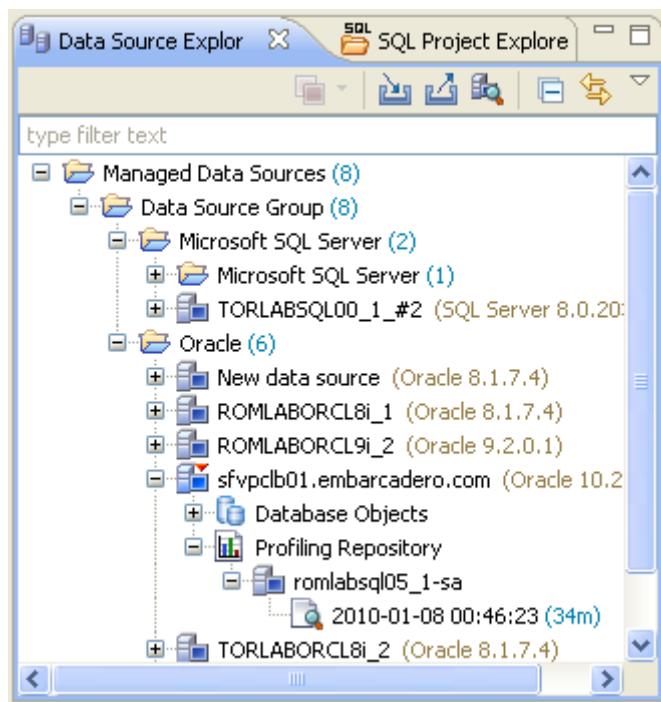 Data Source Explor
SQL SQL Project Explore
type filter text
Managed Data Sources (8)
Data Source Group (8)
Microsoft SQL Server (2)
Microsoft SQL Server (1)
TORLABSQL00_1_#2 (SQL Server 8.0.20
Oracle (6)
New data source (Oracle 8.1.7.4)
ROMLABORCL8i_1 (Oracle 8.1.7.4)
ROMLABORCL9i_2 (Oracle 9.2.0.1)
sfvpclb01.embarcadero.com (Oracle 10.2
Database Objects
Profiling Repository
romlabsql05_1-sa
2010-01-08 00:46:23 (34m)
TORLABORCL8i_2 (Oracle 8.1.7.4)